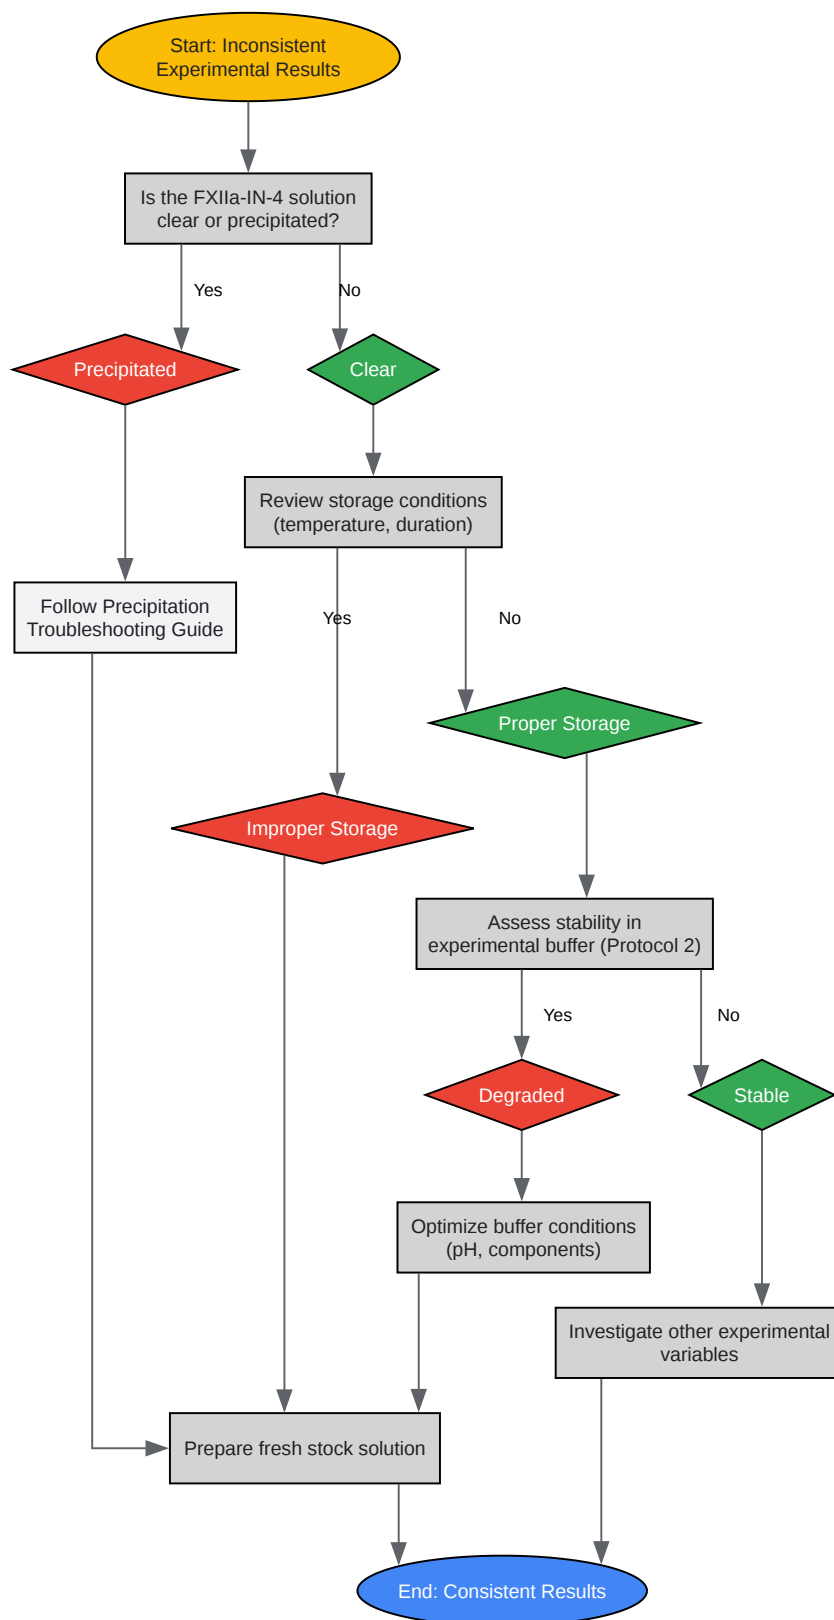 Start: Inconsistent
Experimental Results
Is the FXIIa-IN-4 solution
clear or precipitated?
Yes
No
Precipitated
Clear
Review storage conditions
(temperature, duration)
Follow Precipitation
Troubleshooting Guide
Yes
No
Proper Storage
Improper Storage
Assess stability in
experimental buffer (Protocol 2)
Yes
No
Degraded
Stable
Optimize buffer conditions
(pH, components)
Investigate other experimental
variables
Prepare fresh stock solution
End: Consistent Results